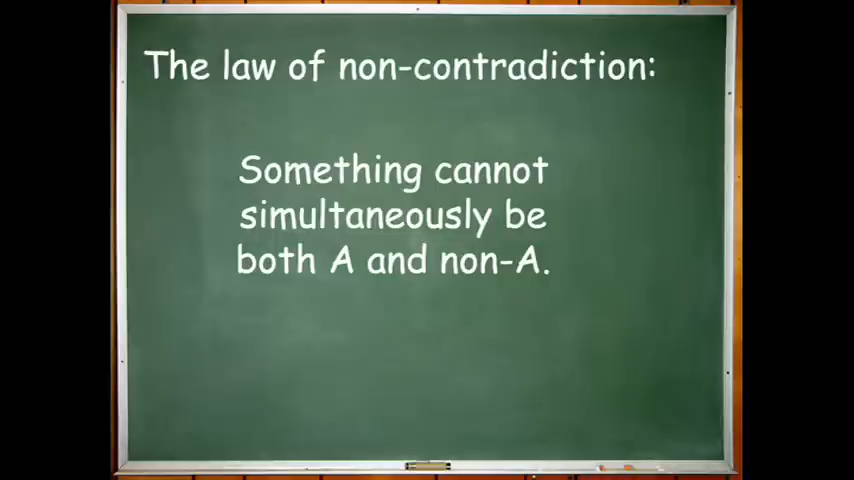 The law of non-contradiction:
Something cannot
simultaneously be
both A and non-A.